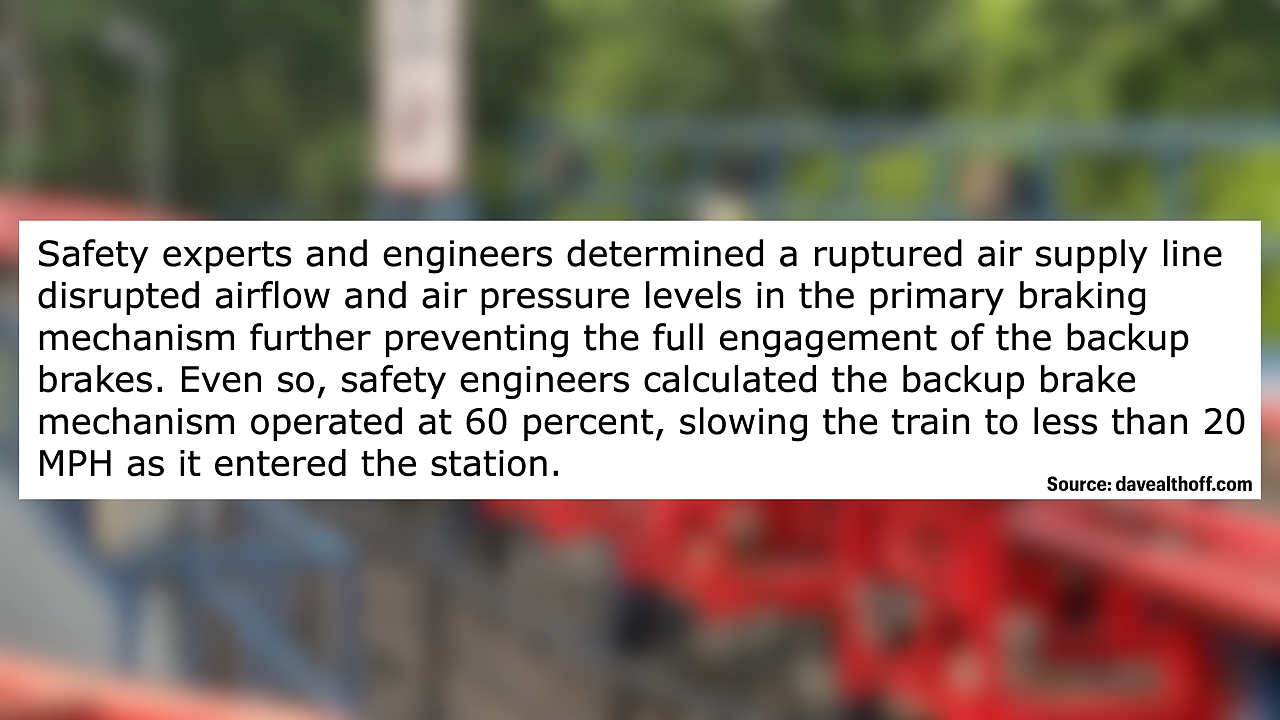 Safety experts and engineers determined a ruptured air supply line
disrupted airflow and air pressure levels in the primary braking
mechanism further preventing the full engagement of the backup
brakes. Even so, safety engineers calculated the backup brake
mechanism operated at 60 percent, slowing the train to less than 20
MPH as it entered the station.
Source: davealthoff.com